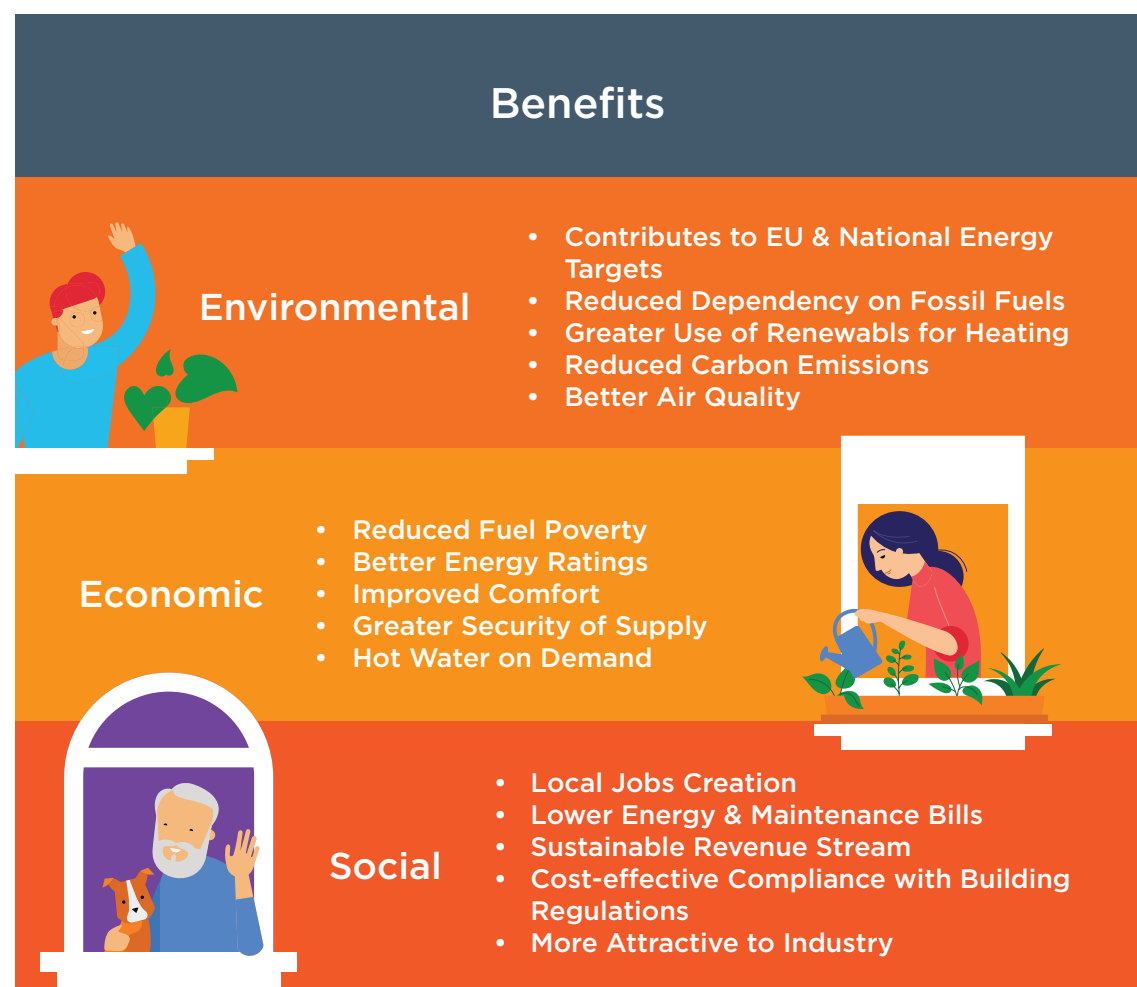 Benefits
Environmental
• Contributes to EU & National Energy
Targets
• Reduced Dependency on Fossil Fuels
• Greater Use of Renewabls for Heating
• Reduced Carbon Emissions
• Better Air Quality
Economic
• Reduced Fuel Poverty
• Better Energy Ratings
• Improved Comfort
• Greater Security of Supply
• Hot Water on Demand
Social
• Local Jobs Creation
• Lower Energy & Maintenance Bills
• Sustainable Revenue Stream
• Cost-effective Compliance with Building
Regulations
• More Attractive to Industry